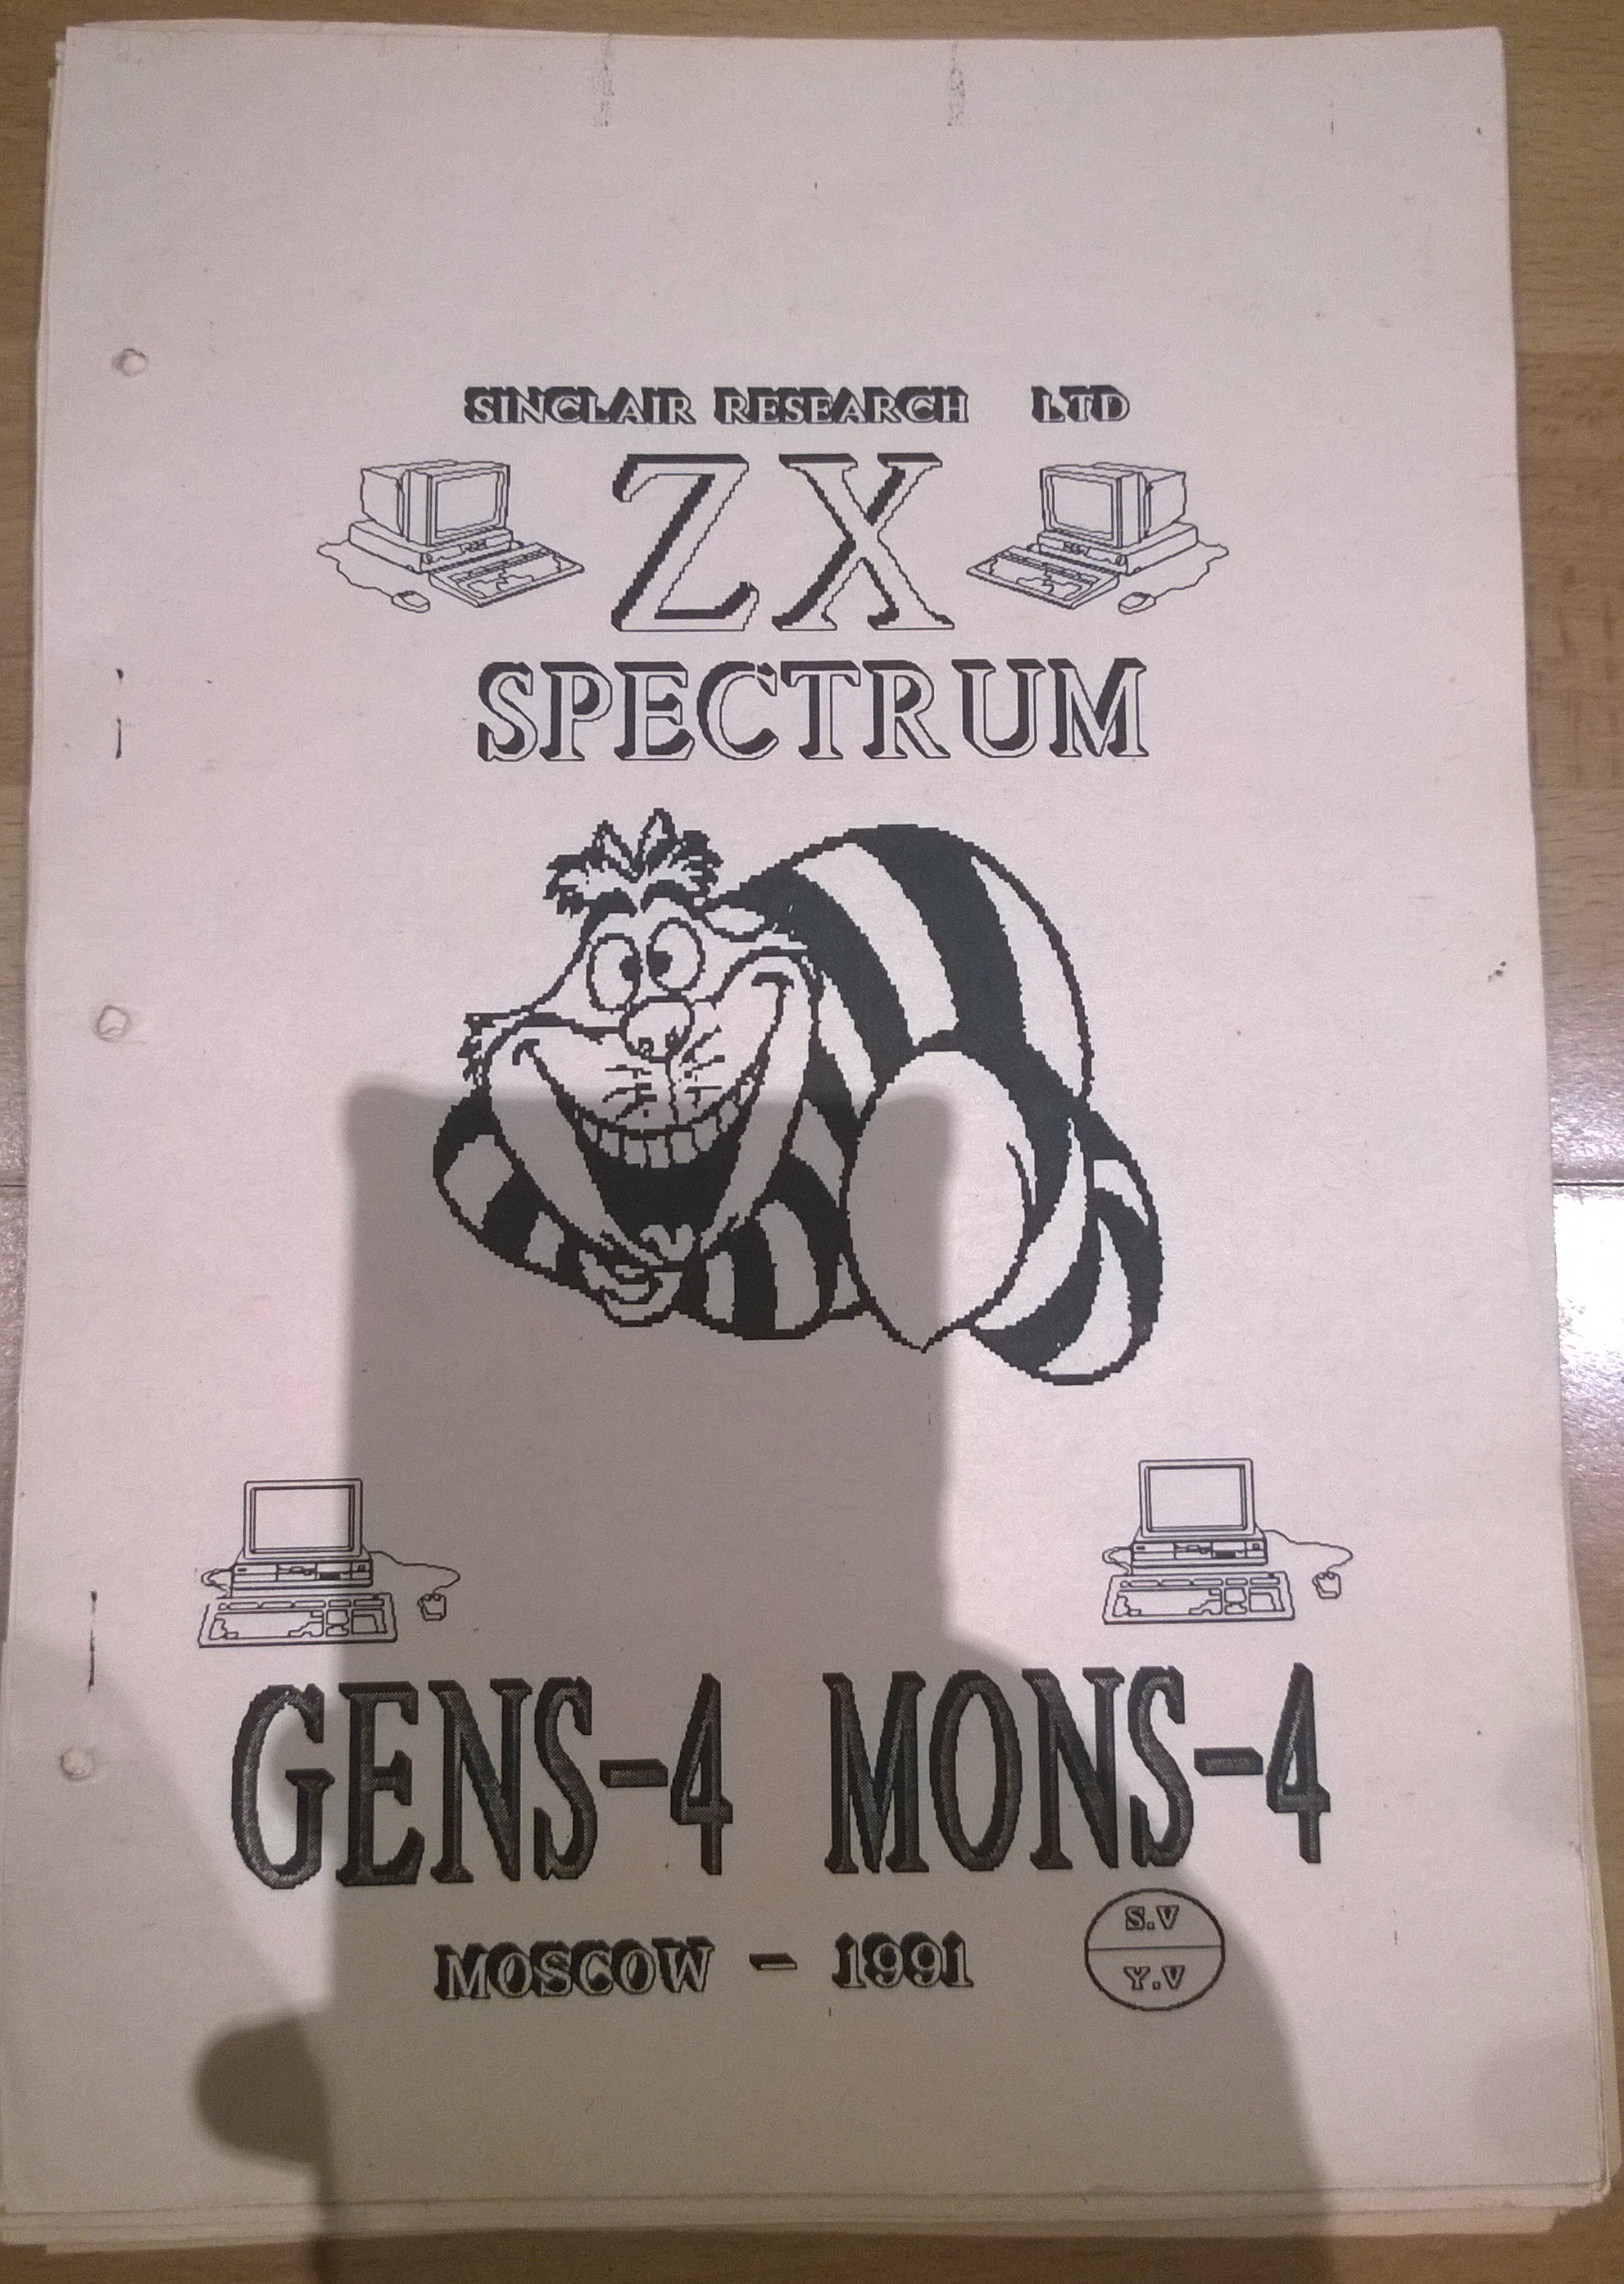 SINCLAIR RESEARCH LTD
ZX
SPECTRUM
GENS-4 MONS-4
MOSCOW - 1991
S.V
Y.V